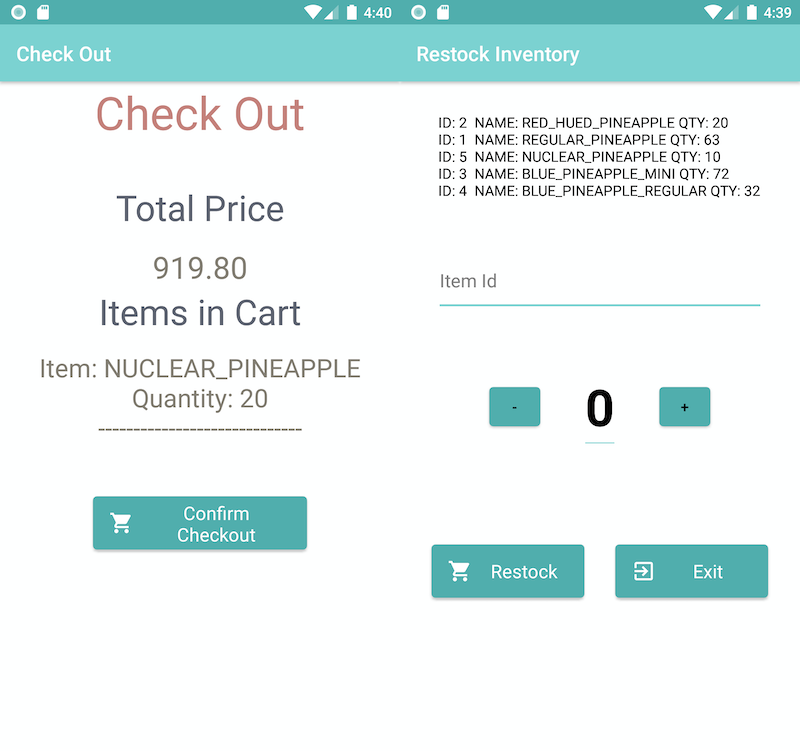 4:40
Check Out
Check Out
Total Price
919.80
Items in Cart
Item: NUCLEAR_PINEAPPLE
Quantity: 20
-----------------------------
Confirm
Checkout
4:39
Restock Inventory
ID: 2  NAME: RED_HUED_PINEAPPLE QTY: 20
ID: 1  NAME: REGULAR_PINEAPPLE QTY: 63
ID: 5  NAME: NUCLEAR_PINEAPPLE QTY: 10
ID: 3  NAME: BLUE_PINEAPPLE_MINI QTY: 72
ID: 4  NAME: BLUE_PINEAPPLE_REGULAR QTY: 32
Item Id
- 0 +
Restock Exit